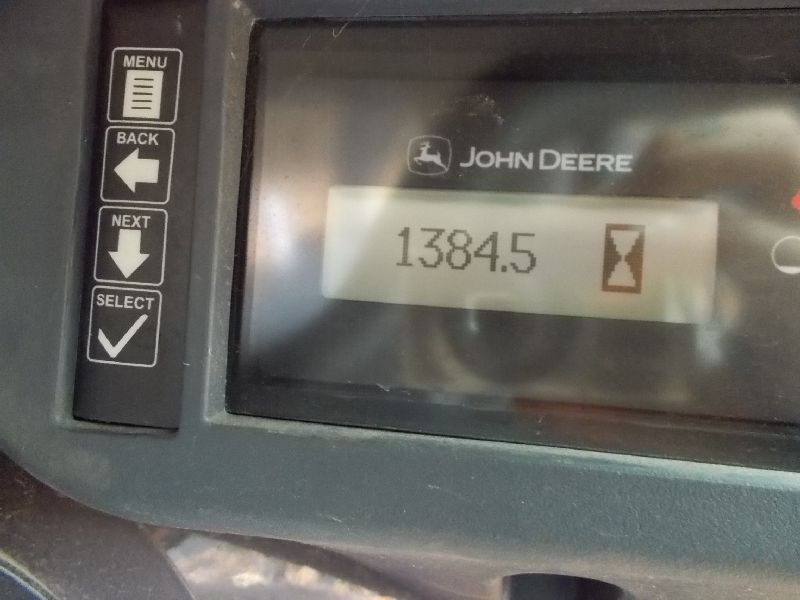 MENU
BACK
NEXT
SELECT
JOHN DEERE
1384.5